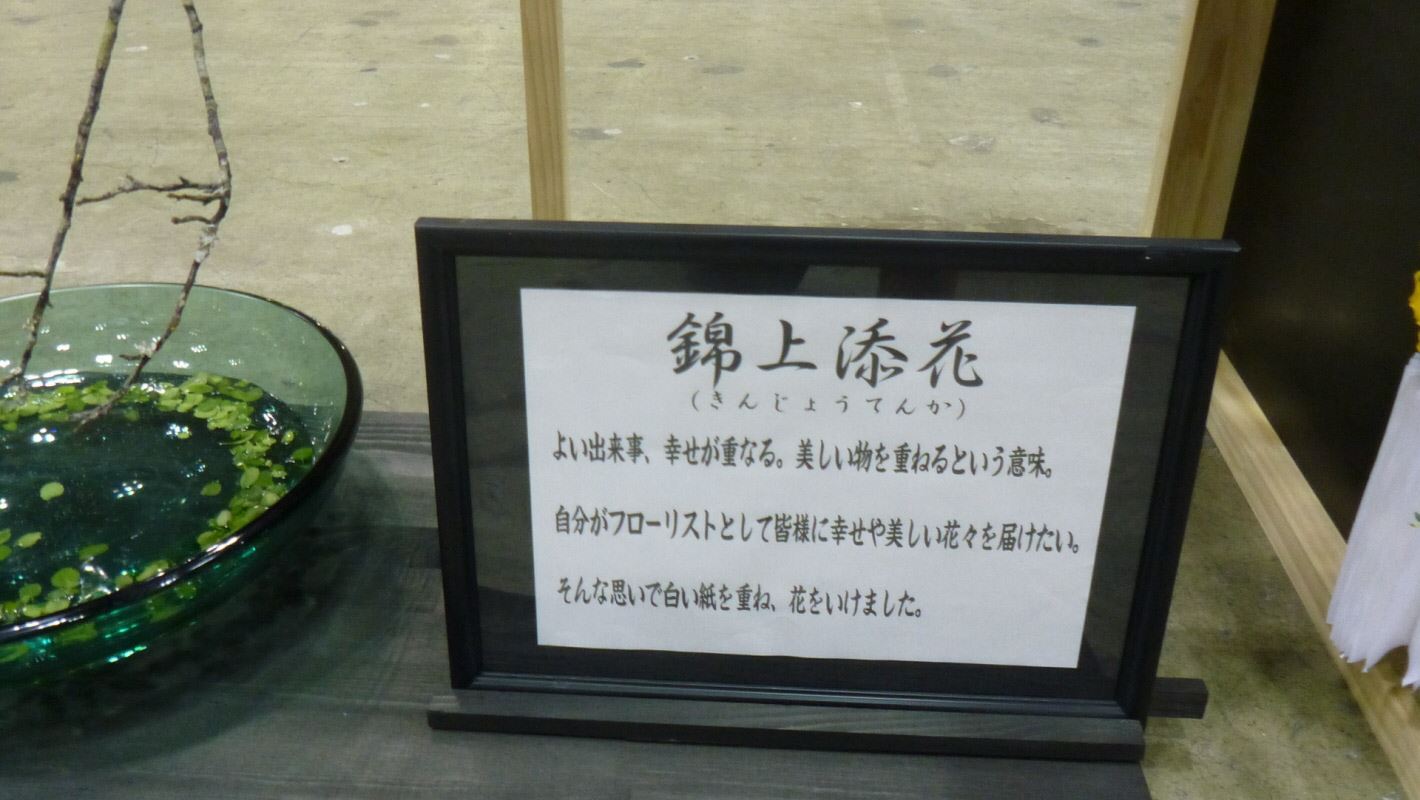 錦上添花
（きんじょうてんか）
よい出来事、幸せが重なる。美しい物を重ねるという意味。
自分がフローリストとして皆様に幸せや美しい花々を届けたい。
そんな思いで白い紙を重ね、花をいけました。